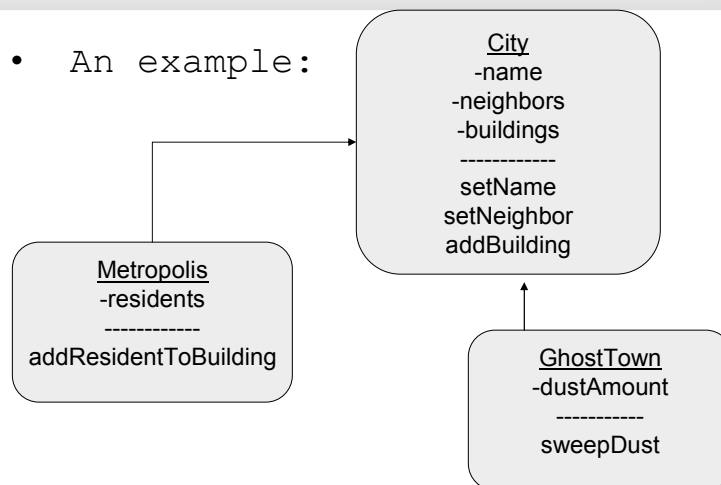 • An example:
City
-name
-neighbors
-buildings
------------
setName
setNeighbor
addBuilding
Metropolis
-residents
------------
addResidentToBuilding
GhostTown
-dustAmount
-----------
sweepDust